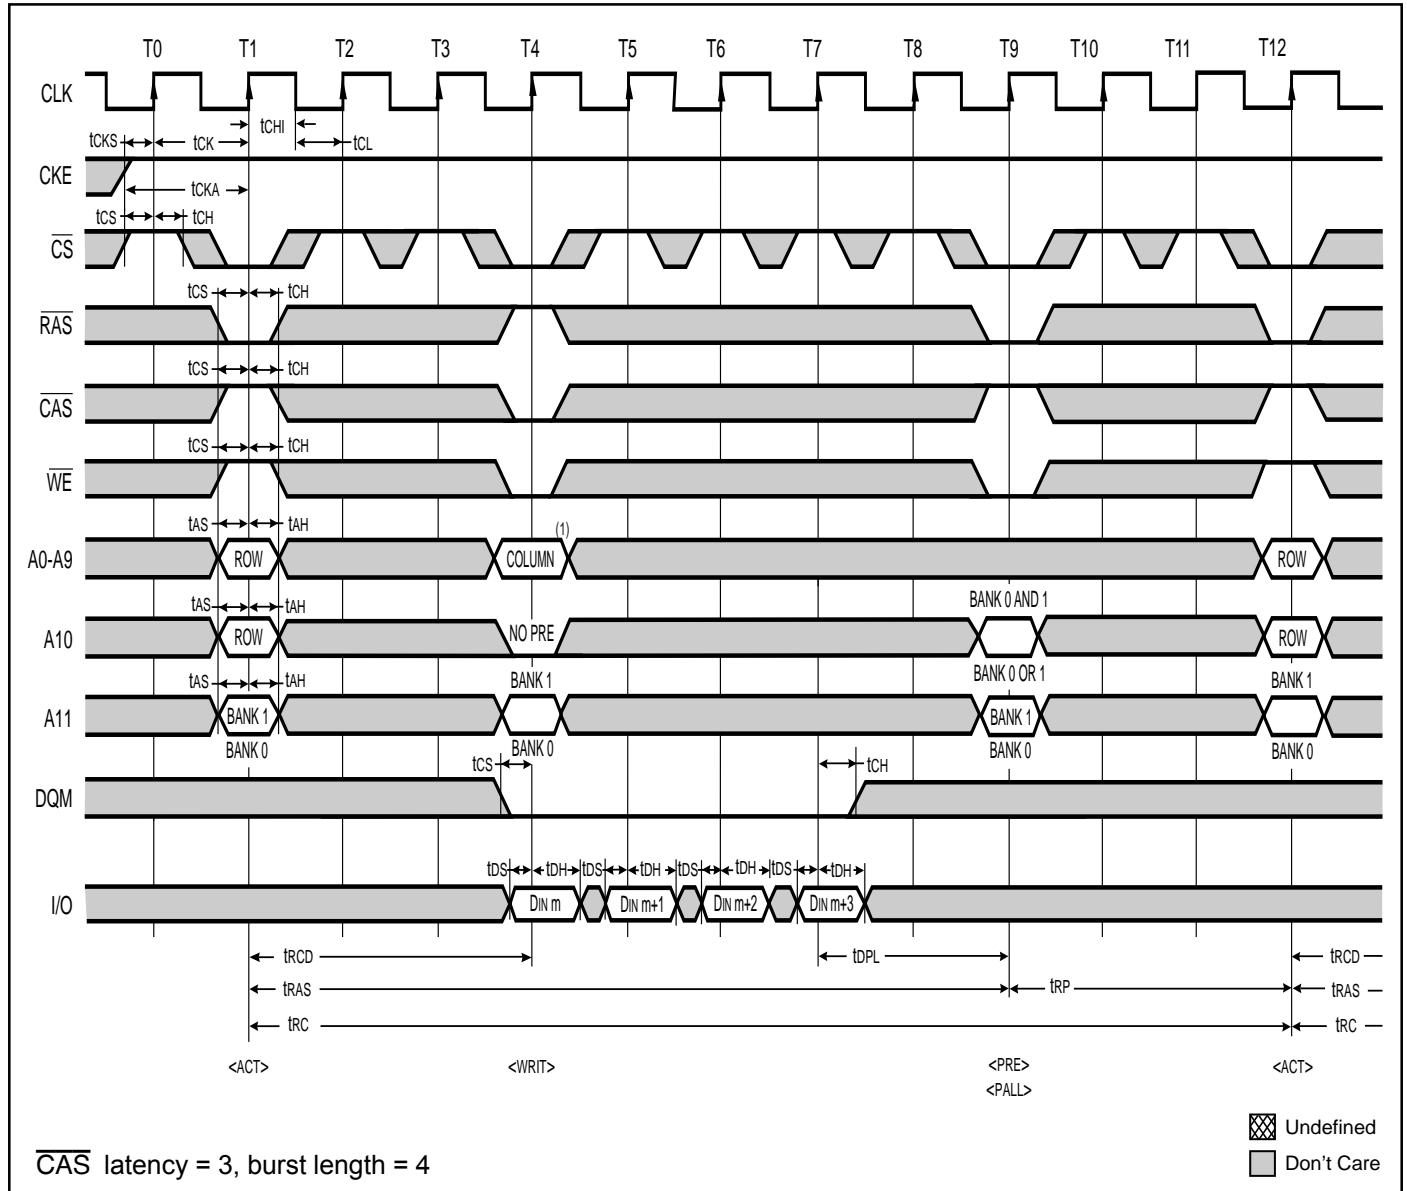 T0 T1 T2 T3 T4 T5 T6 T7 T8 T9 T10 T11 T12
CLK
tCHI
tCKS tCK tCL
CKE
tCKA
tCS tCH
CS
tCS tCH
RAS
tCS tCH
CAS
tCS tCH
WE
tAS tAH (1)
A0-A9 ROW COLUMN ROW
tAS tAH BANK 0 AND 1
A10 ROW NO PRE ROW
tAS tAH BANK 1 BANK 0 OR 1 BANK 1
A11 BANK 1 BANK 1
BANK 0 BANK 0 BANK 0 BANK 0
tCS tCH
DQM
tDS tDH tDS tDH tDS tDH tDS tDH
I/O DIN m DIN m+1 DIN m+2 DIN m+3
tRCD tDPL tRCD
tRAS tRP tRAS
tRC tRC
<ACT> <WRIT> <PRE> <ACT>
<PALL>
Undefined
CAS latency = 3, burst length = 4
Don't Care